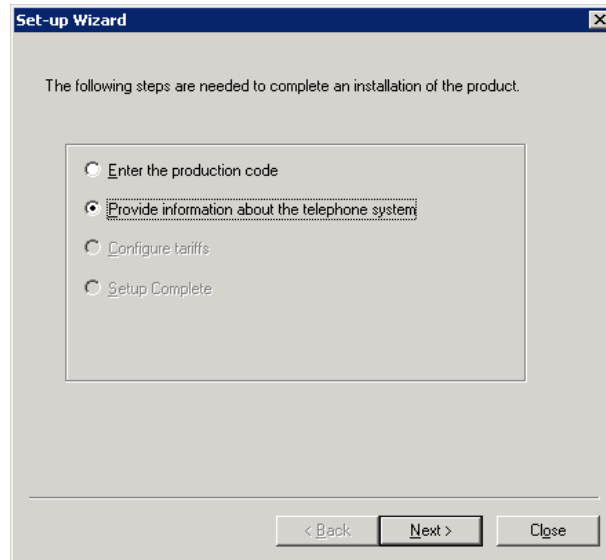 Set-up Wizard
The following steps are needed to complete an installation of the product.
Enter the production code
Provide information about the telephone system
Configure tariffs
Setup Complete
< Back Next > Close